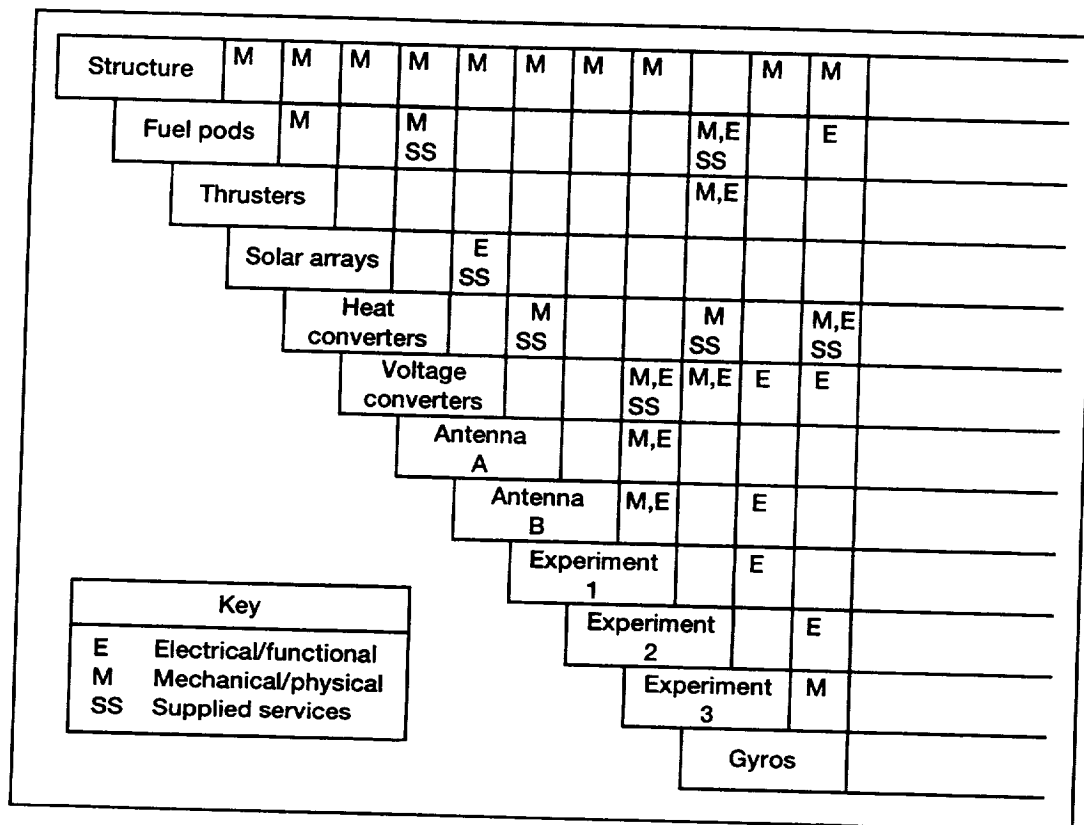 Structure M M M M M M M M M M
Fuel pods M M M,E E
SS SS
Thrusters M,E
Solar arrays E
SS
Heat M M M,E
converters SS SS SS
Voltage M,E M,E E E
converters SS
Antenna M,E
A
Antenna M,E E
B
Experiment E
1
Experiment E
2
Experiment M
3
Gyros
Key
E Electrical/functional
M Mechanical/physical
SS Supplied services